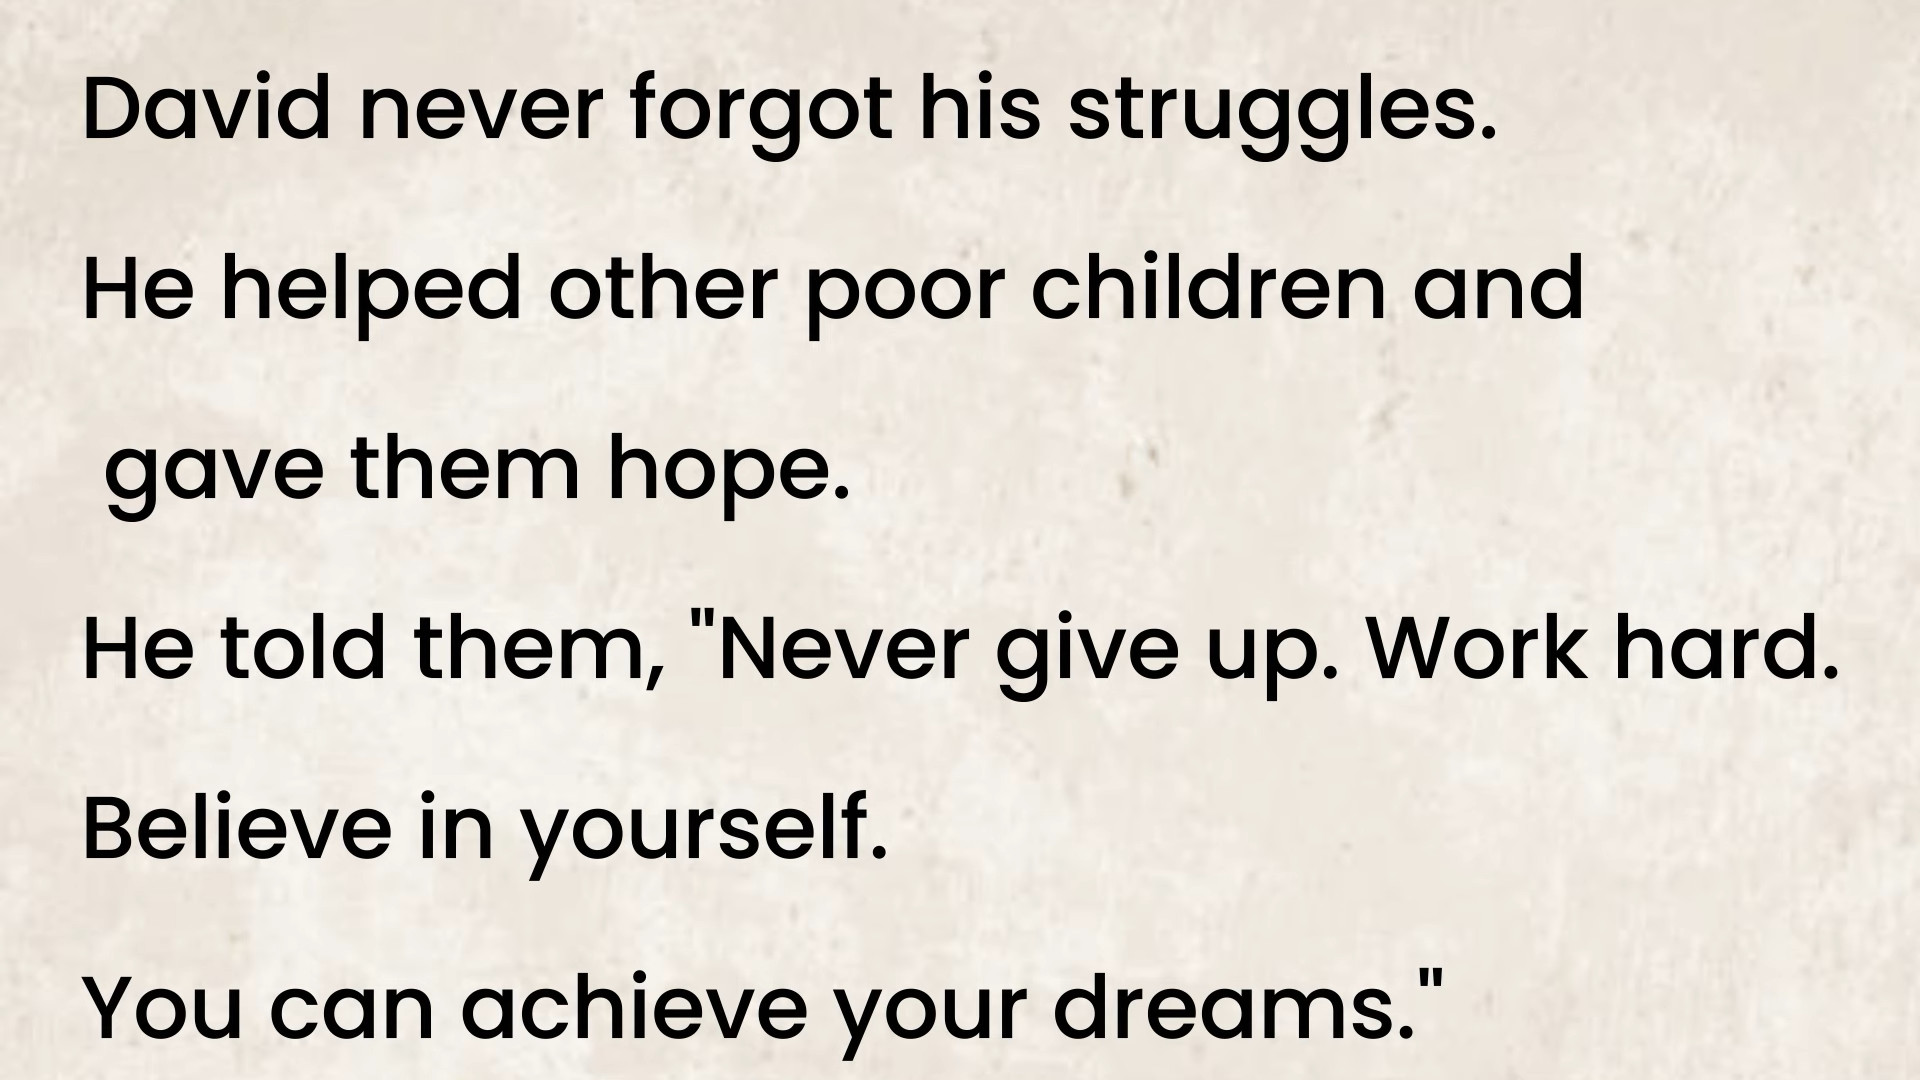 David never forgot his struggles.
He helped other poor children and
gave them hope.
He told them, "Never give up. Work hard.
Believe in yourself.
You can achieve your dreams."